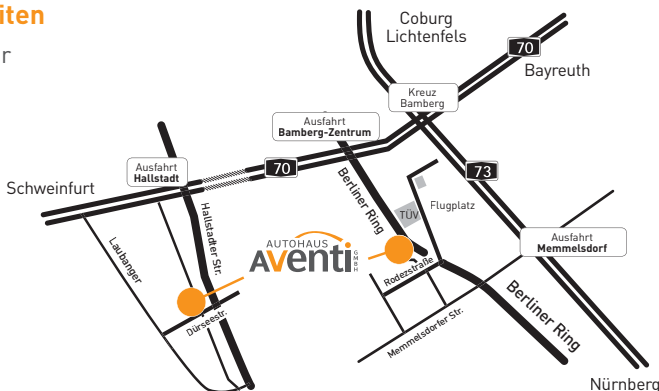 iten
r
Coburg
Lichtenfels
70
Bayreuth
Kreuz
Bamberg
Ausfahrt
Bamberg-Zentrum
Ausfahrt
Hallstadt
70
73
Schweinfurt
Berliner Ring
TÜV
Flugplatz
Hallstadter Str.
Laubanger
AUTOHAUS
Aventi
GMBH
Ausfahrt
Memmelsdorf
Rodezstraße
Dürseestr.
Memmelsdorfer Str.
Berliner Ring
Nürnberg